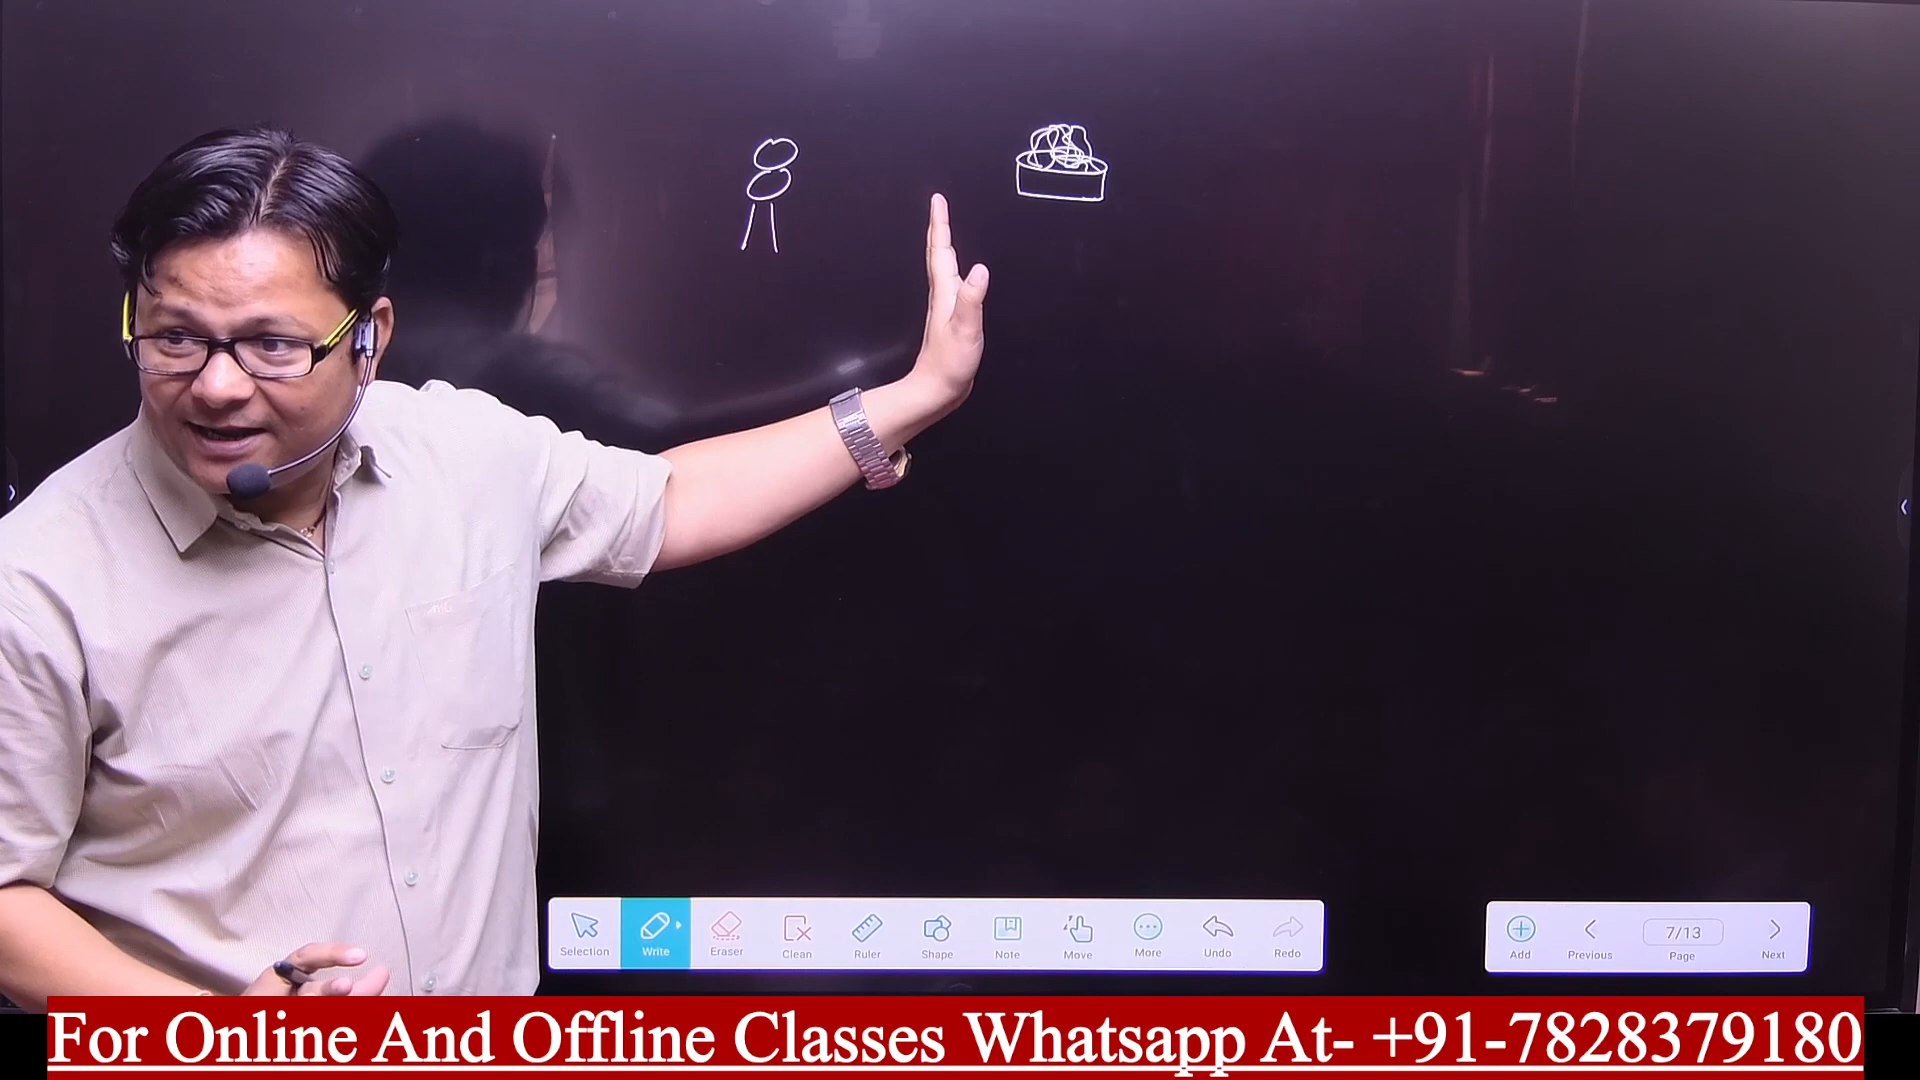 Selection
Write
Eraser
Clean
Ruler
Shape
Note
Move
More
Undo
Redo
Add
Previous
7/13
Page
Next
For Online And Offline Classes Whatsapp At- +91-7828379180